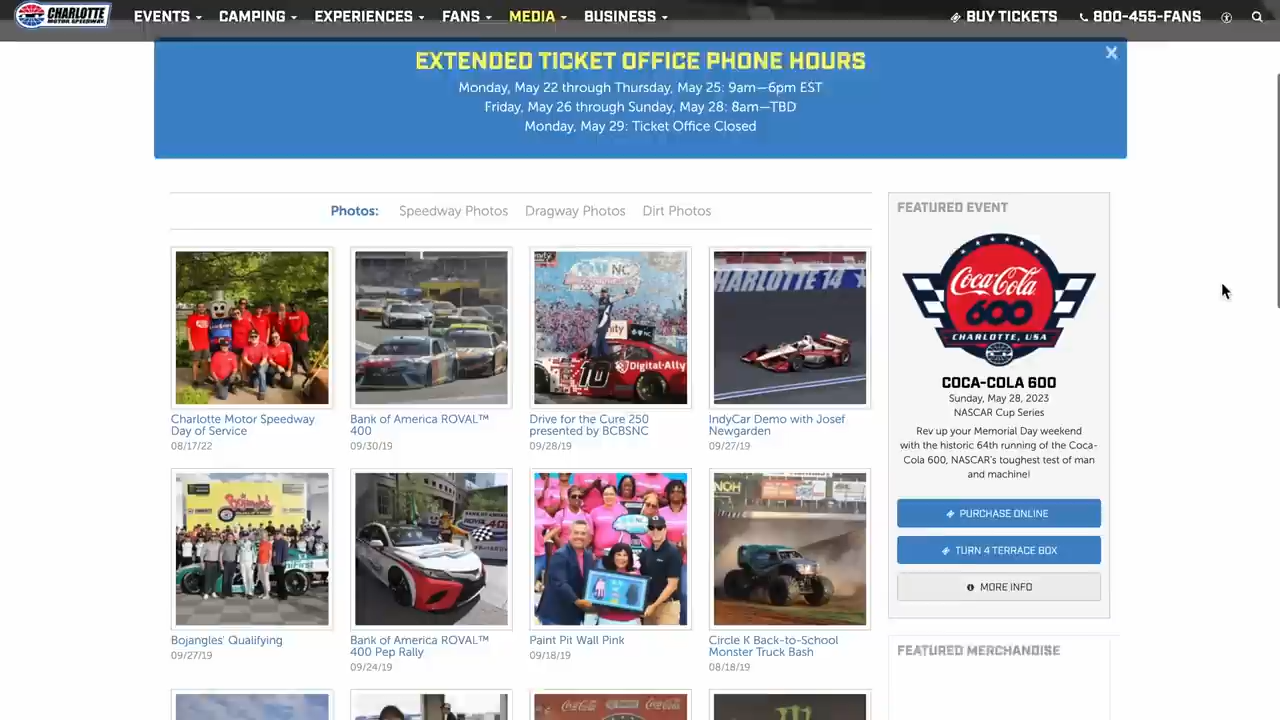 CHARLOTTE
MOTOR SPEEDWAY
EVENTS CAMPING EXPERIENCES FANS MEDIA BUSINESS BUY TICKETS 800-455-FANS
EXTENDED TICKET OFFICE PHONE HOURS
Monday, May 22 through Thursday, May 25: 9am—6pm EST
Friday, May 26 through Sunday, May 28: 8am—TBD
Monday, May 29: Ticket Office Closed
Photos: Speedway Photos Dragway Photos Dirt Photos
CHARLOTTE 14
NC
10
Digital-Ally
Charlotte Motor Speedway
Day of Service
08/17/22
Bank of America ROVAL™
400
09/30/19
Drive for the Cure 250
presented by BCBSNC
09/28/19
IndyCar Demo with Josef
Newgarden
09/27/19
Bojangles' Qualifying
09/27/19
Bank of America ROVAL™
400 Pep Rally
09/24/19
Paint Pit Wall Pink
09/18/19
Circle K Back-to-School
Monster Truck Bash
08/18/19
FEATURED EVENT
Coca-Cola
600
CHARLOTTE, USA
COCA-COLA 600
Sunday, May 28, 2023
NASCAR Cup Series
Rev up your Memorial Day weekend
with the historic 64th running of the Coca-
Cola 600, NASCAR's toughest test of man
and machine!
PURCHASE ONLINE
TURN 4 TERRACE BOX
MORE INFO
FEATURED MERCHANDISE